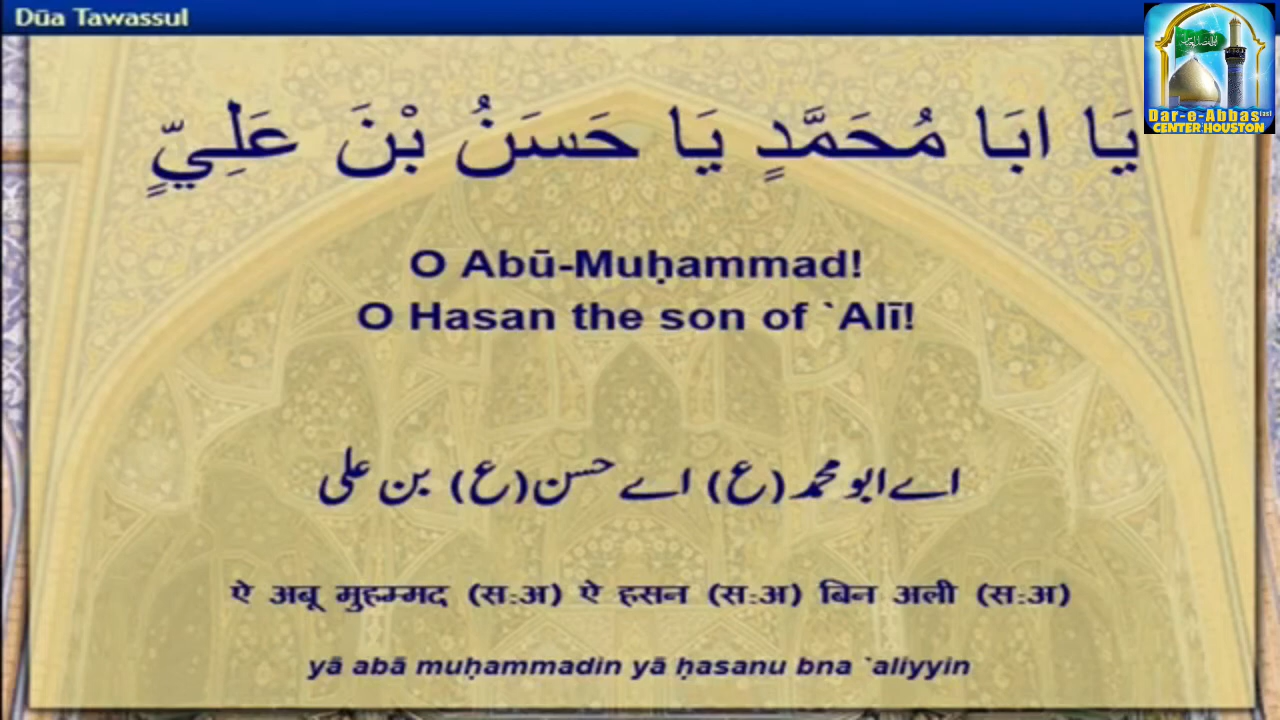 Dūa Tawassul
Dar-e-Abbas(as)
CENTER HOUSTON
يَا ابَا مُحَمَّدٍ يَا حَسَنُ بْنَ عَلِيٍّ
O Abū-Muḥammad!
O Hasan the son of `Alī!
اے ابو محمد (ع) اے حسن (ع) بن علی
ऐ अबू मुहम्मद (स:अ) ऐ हसन (स:अ) बिन अली (स:अ)
yā abā muḥammadin yā ḥasanu bna `aliyyin